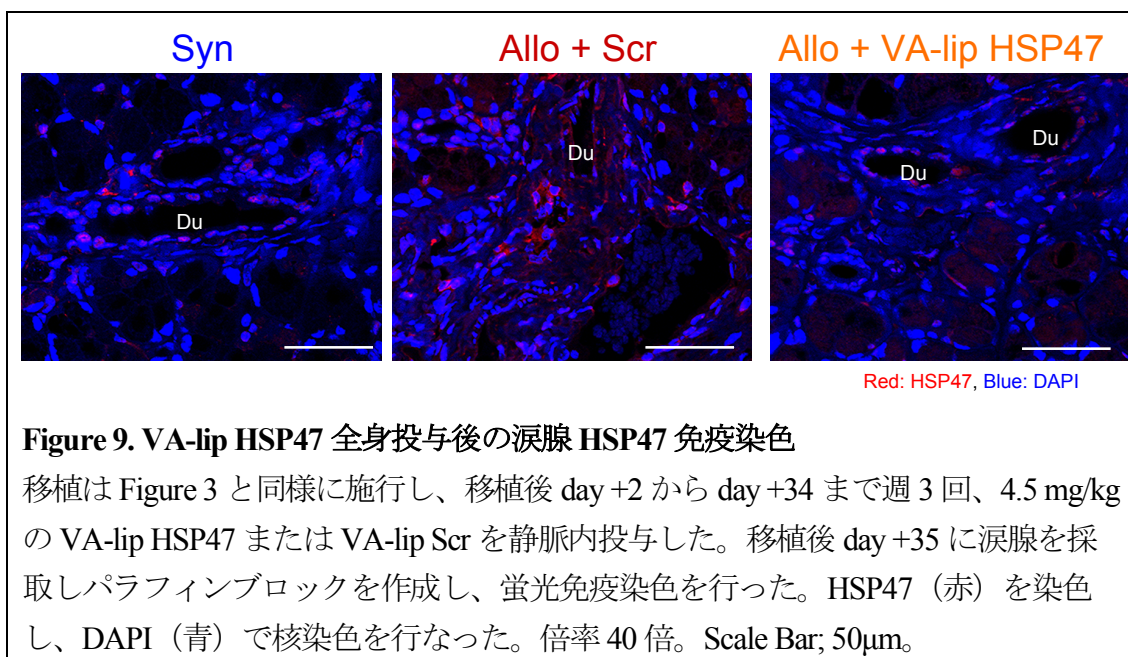 Syn Allo + Scr Allo + VA-lip HSP47
Du Du Du Du
Red: HSP47, Blue: DAPI
Figure 9. VA-lip HSP47 全身投与後の涙腺 HSP47 免疫染色
移植は Figure 3 と同様に施行し、移植後 day +2 から day +34 まで週 3 回、4.5 mg/kg
の VA-lip HSP47 または VA-lip Scr を静脈内投与した。移植後 day +35 に涙腺を採
取しパラフィンブロックを作成し、蛍光免疫染色を行った。HSP47（赤）を染色
し、DAPI（青）で核染色を行なった。倍率 40 倍。Scale Bar; 50μm。